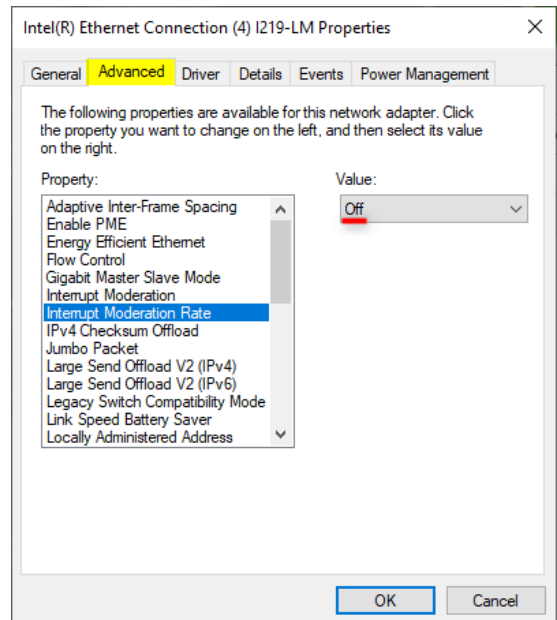 Intel(R) Ethernet Connection (4) I219-LM Properties
General Advanced Driver Details Events Power Management
The following properties are available for this network adapter. Click
the property you want to change on the left, and then select its value
on the right.
Property: Value:
Off
Adaptive Inter-Frame Spacing
Enable PME
Energy Efficient Ethernet
Flow Control
Gigabit Master Slave Mode
Interrupt Moderation
Interrupt Moderation Rate
IPv4 Checksum Offload
Jumbo Packet
Large Send Offload V2 (IPv4)
Large Send Offload V2 (IPv6)
Legacy Switch Compatibility Mode
Link Speed Battery Saver
Locally Administered Address
OK Cancel